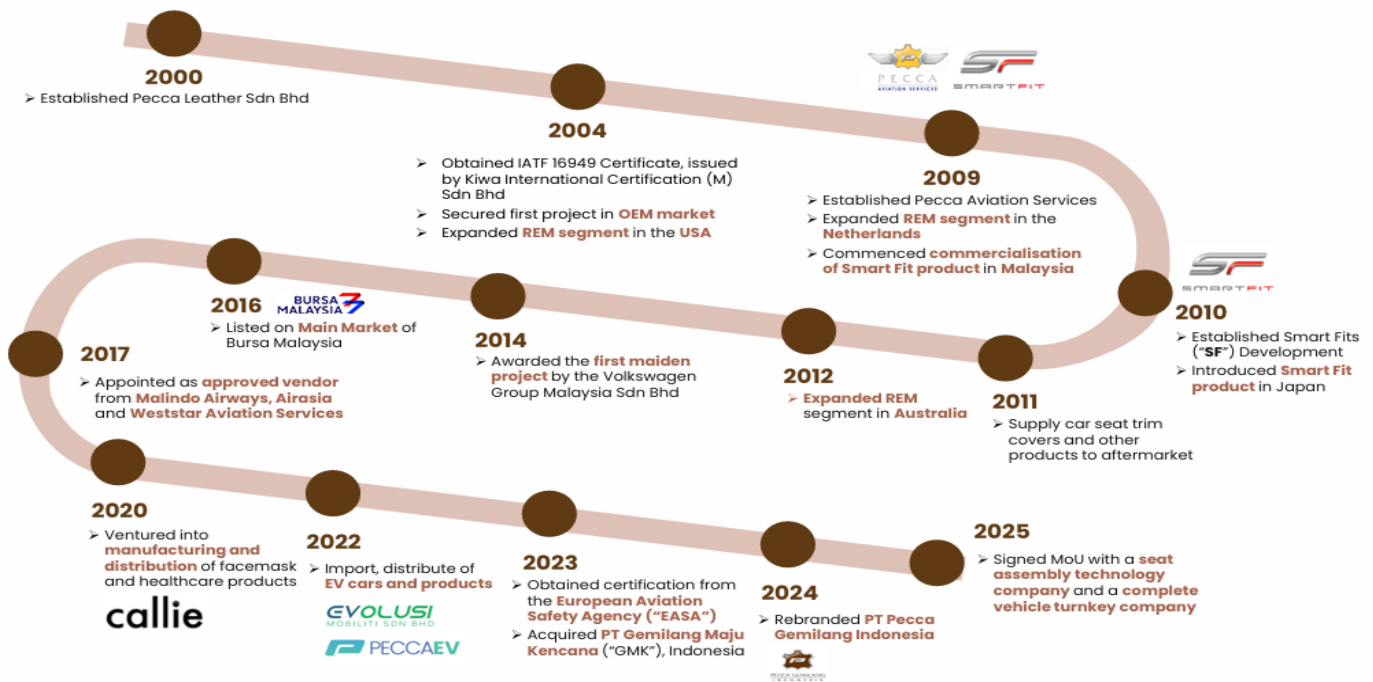 2000
➢ Established Pecca Leather Sdn Bhd
2004
➢ Obtained IATF 16949 Certificate, issued
by Kiwa International Certification (M)
Sdn Bhd
➢ Secured first project in OEM market
➢ Expanded REM segment in the USA
PECCA
AVIATION SERVICES
SF
SMARTFIT
2009
➢ Established Pecca Aviation Services
➢ Expanded REM segment in the
Netherlands
➢ Commenced commercialisation
of Smart Fit product in Malaysia
SF
SMARTFIT
2010
➢ Established Smart Fits
("SF") Development
➢ Introduced Smart Fit
product in Japan
2011
➢ Supply car seat trim
covers and other
products to aftermarket
2012
➢ Expanded REM
segment in Australia
2014
➢ Awarded the first maiden
project by the Volkswagen
Group Malaysia Sdn Bhd
2016
BURSA
MALAYSIA
➢ Listed on Main Market of
Bursa Malaysia
2017
➢ Appointed as approved vendor
from Malindo Airways, Airasia
and Weststar Aviation Services
2020
➢ Ventured into
manufacturing and
distribution of facemask
and healthcare products
callie
2022
➢ Import, distribute of
EV cars and products
EVOLUSI
MOBILITI SDN BHD
PECCAEV
2023
➢ Obtained certification from
the European Aviation
Safety Agency ("EASA")
➢ Acquired PT Gemilang Maju
Kencana ("GMK"), Indonesia
2024
➢ Rebranded PT Pecca
Gemilang Indonesia
PECCA GEMILANG
INDONESIA
2025
➢ Signed MoU with a seat
assembly technology
company and a complete
vehicle turnkey company